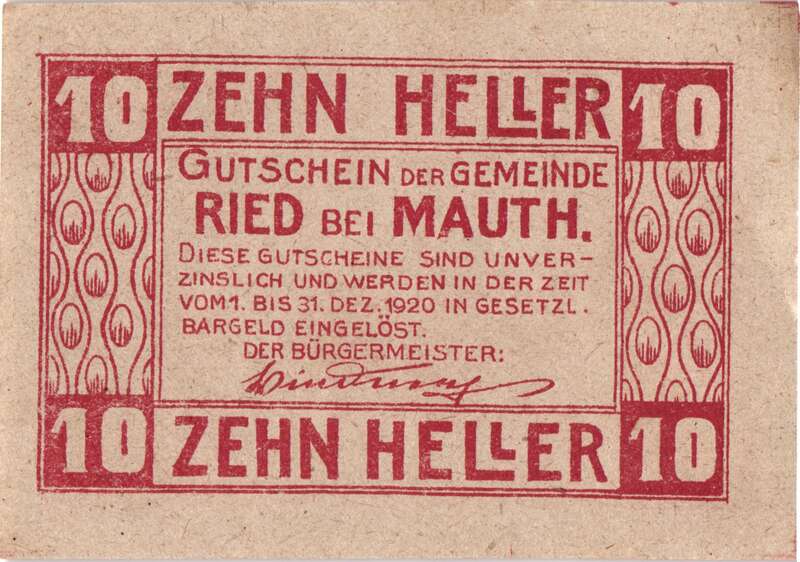 10 ZEHN HELLER 10
GUTSCHEIN DER GEMEINDE
RIED BEI MAUTH.
DIESE GUTSCHEINE SIND UNVER-
ZINSLICH UND WERDEN IN DER ZEIT
VOM 1. BIS 31. DEZ. 1920 IN GESETZL.
BARGELD EINGELÖST.
DER BÜRGERMEISTER:
10 ZEHN HELLER 10